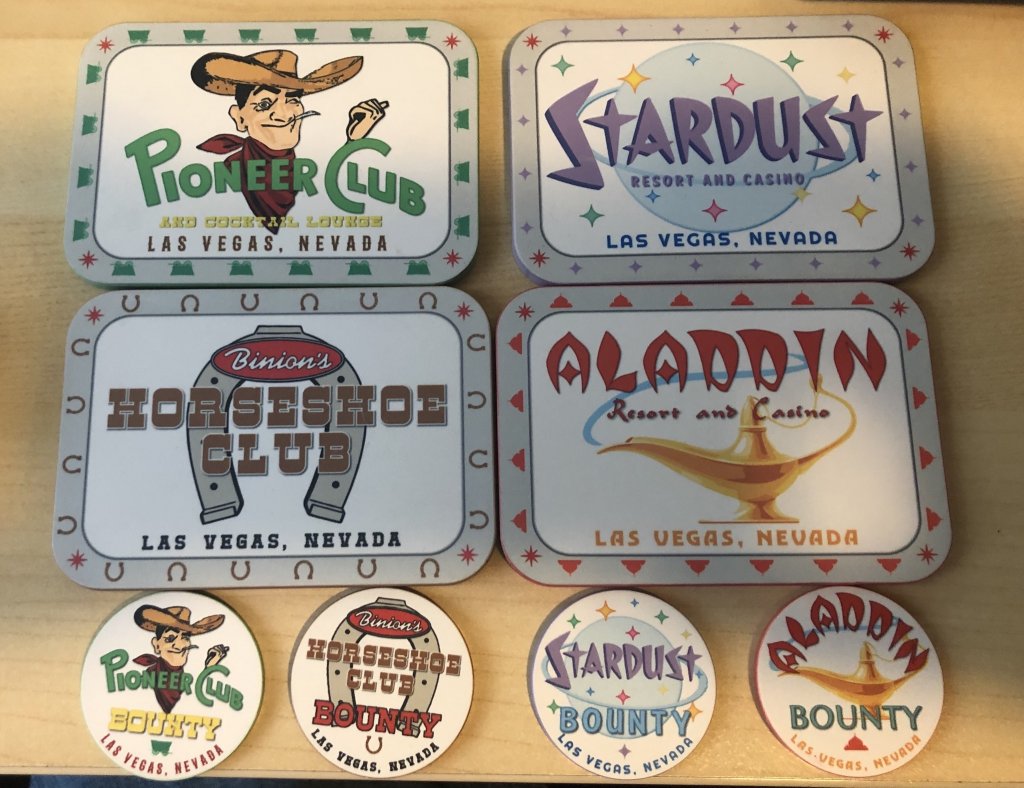 PIONEER CLUB
AND COCKTAIL LOUNGE
LAS VEGAS, NEVADA
STARDUST
RESORT AND CASINO
LAS VEGAS, NEVADA
Binion's
HORSESHOE
CLUB
LAS VEGAS, NEVADA
ALADDIN
Resort and Casino
LAS VEGAS, NEVADA
PIONEER CLUB
BOUNTY
LAS VEGAS, NEVADA
Binion's
HORSESHOE
CLUB
BOUNTY
LAS VEGAS, NEVADA
STARDUST
BOUNTY
LAS VEGAS, NEVADA
ALADDIN
BOUNTY
LAS VEGAS, NEVADA